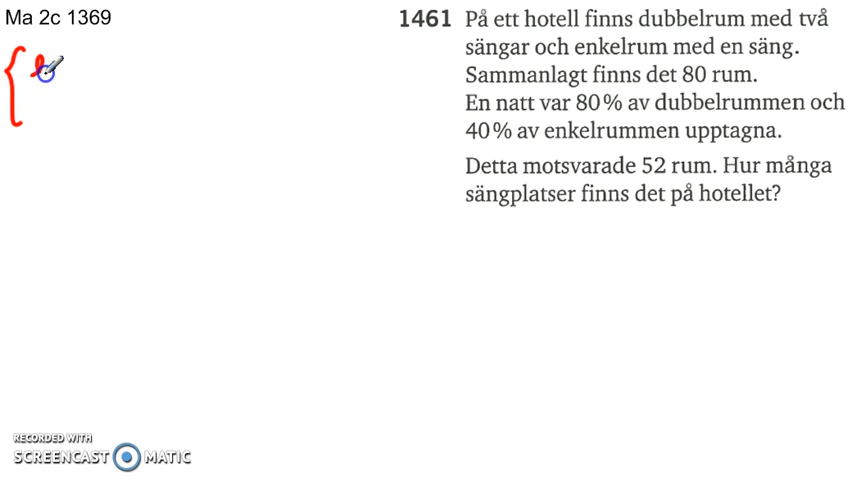 Ma 2c 1369
1461 På ett hotell finns dubbelrum med två
sängar och enkelrum med en säng.
Sammanlagt finns det 80 rum.
En natt var 80 % av dubbelrummen och
40 % av enkelrummen upptagna.
Detta motsvarade 52 rum. Hur många
sängplatser finns det på hotellet?
RECORDED WITH
SCREENCAST MATIC